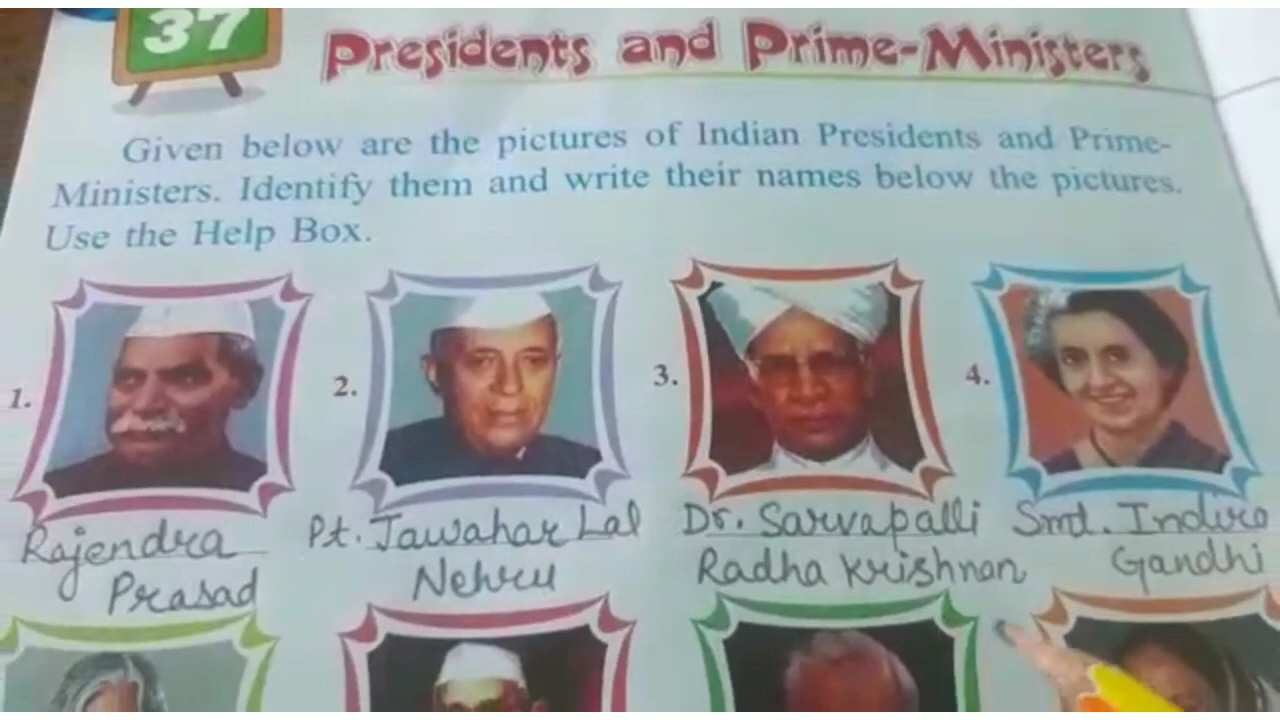 37
Presidents and Prime-Ministers
Given below are the pictures of Indian Presidents and Prime-
Ministers. Identify them and write their names below the pictures.
Use the Help Box.
1.
2.
3.
4.
Rajendra
Prasad
Pt. Jawahar Lal
Nehru
Dr. Sarvapalli
Radha Krishnan
Smt. Indira
Gandhi